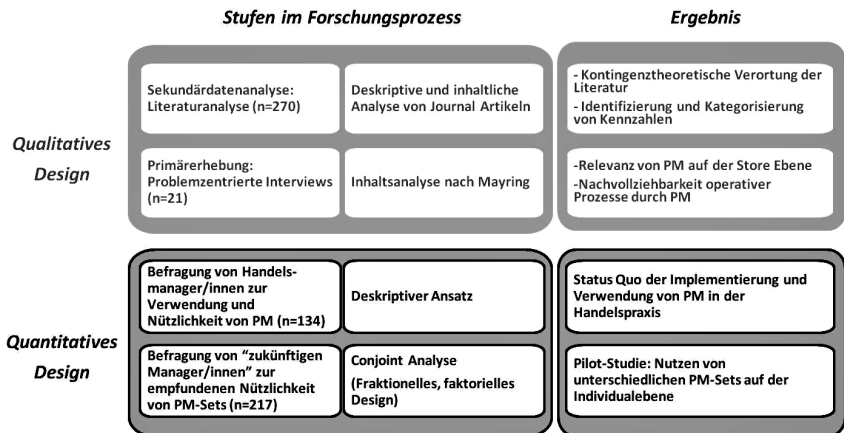 Stufen im Forschungsprozess
Ergebnis
Qualitatives
Design
Sekundärdatenanalyse:
Literaturanalyse (n=270)
Deskriptive und inhaltliche
Analyse von Journal Artikeln
- Kontingenztheoretische Verortung der
Literatur
- Identifizierung und Kategorisierung
von Kennzahlen
Primärerhebung:
Problemzentrierte Interviews
(n=21)
Inhaltsanalyse nach Mayring
-Relevanz von PM auf der Store Ebene
-Nachvollziehbarkeit operativer
Prozesse durch PM
Quantitatives
Design
Befragung von Handels-
manager/innen zur
Verwendung und
Nützlichkeit von PM (n=134)
Deskriptiver Ansatz
Status Quo der Implementierung und
Verwendung von PM in der
Handelspraxis
Befragung von “zukünftigen
Manager/innen” zur
empfundenen Nützlichkeit
von PM-Sets (n=217)
Conjoint Analyse
(Fraktionelles, faktorielles
Design)
Pilot-Studie: Nutzen von
unterschiedlichen PM-Sets auf der
Individualebene